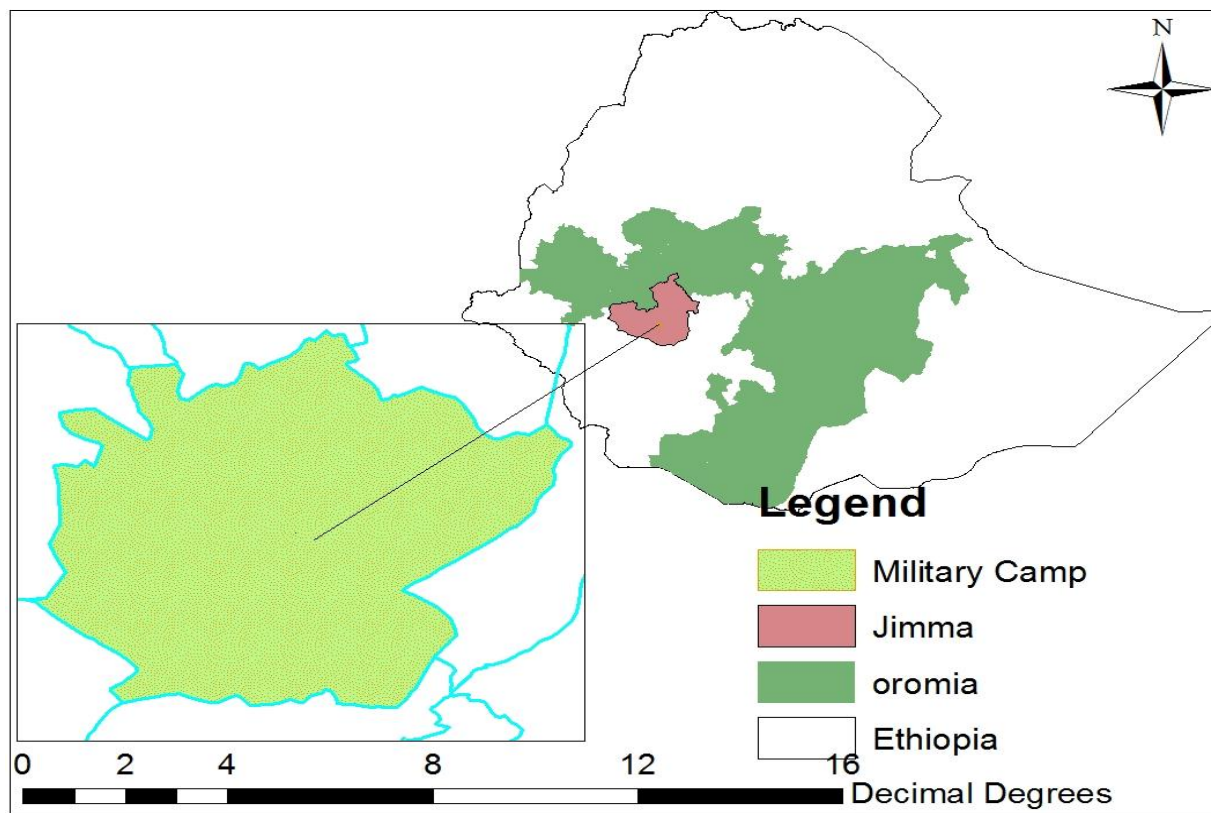 N
Legend
Military Camp
Jimma
oromia
Ethiopia
0 2 4 8 12 16
Decimal Degrees